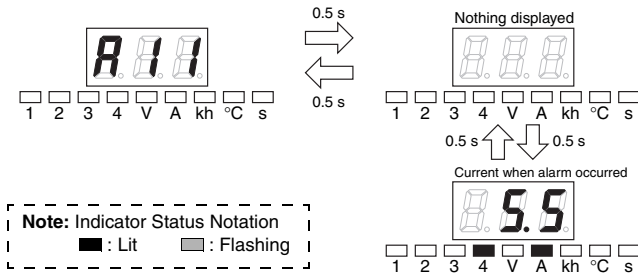 0.5 s
Nothing displayed
A11
0.5 s
1 2 3 4 V A kh °C s
1 2 3 4 V A kh °C s
0.5 s 0.5 s
Current when alarm occurred
5.5
Note: Indicator Status Notation
: Lit : Flashing
1 2 3 4 V A kh °C s